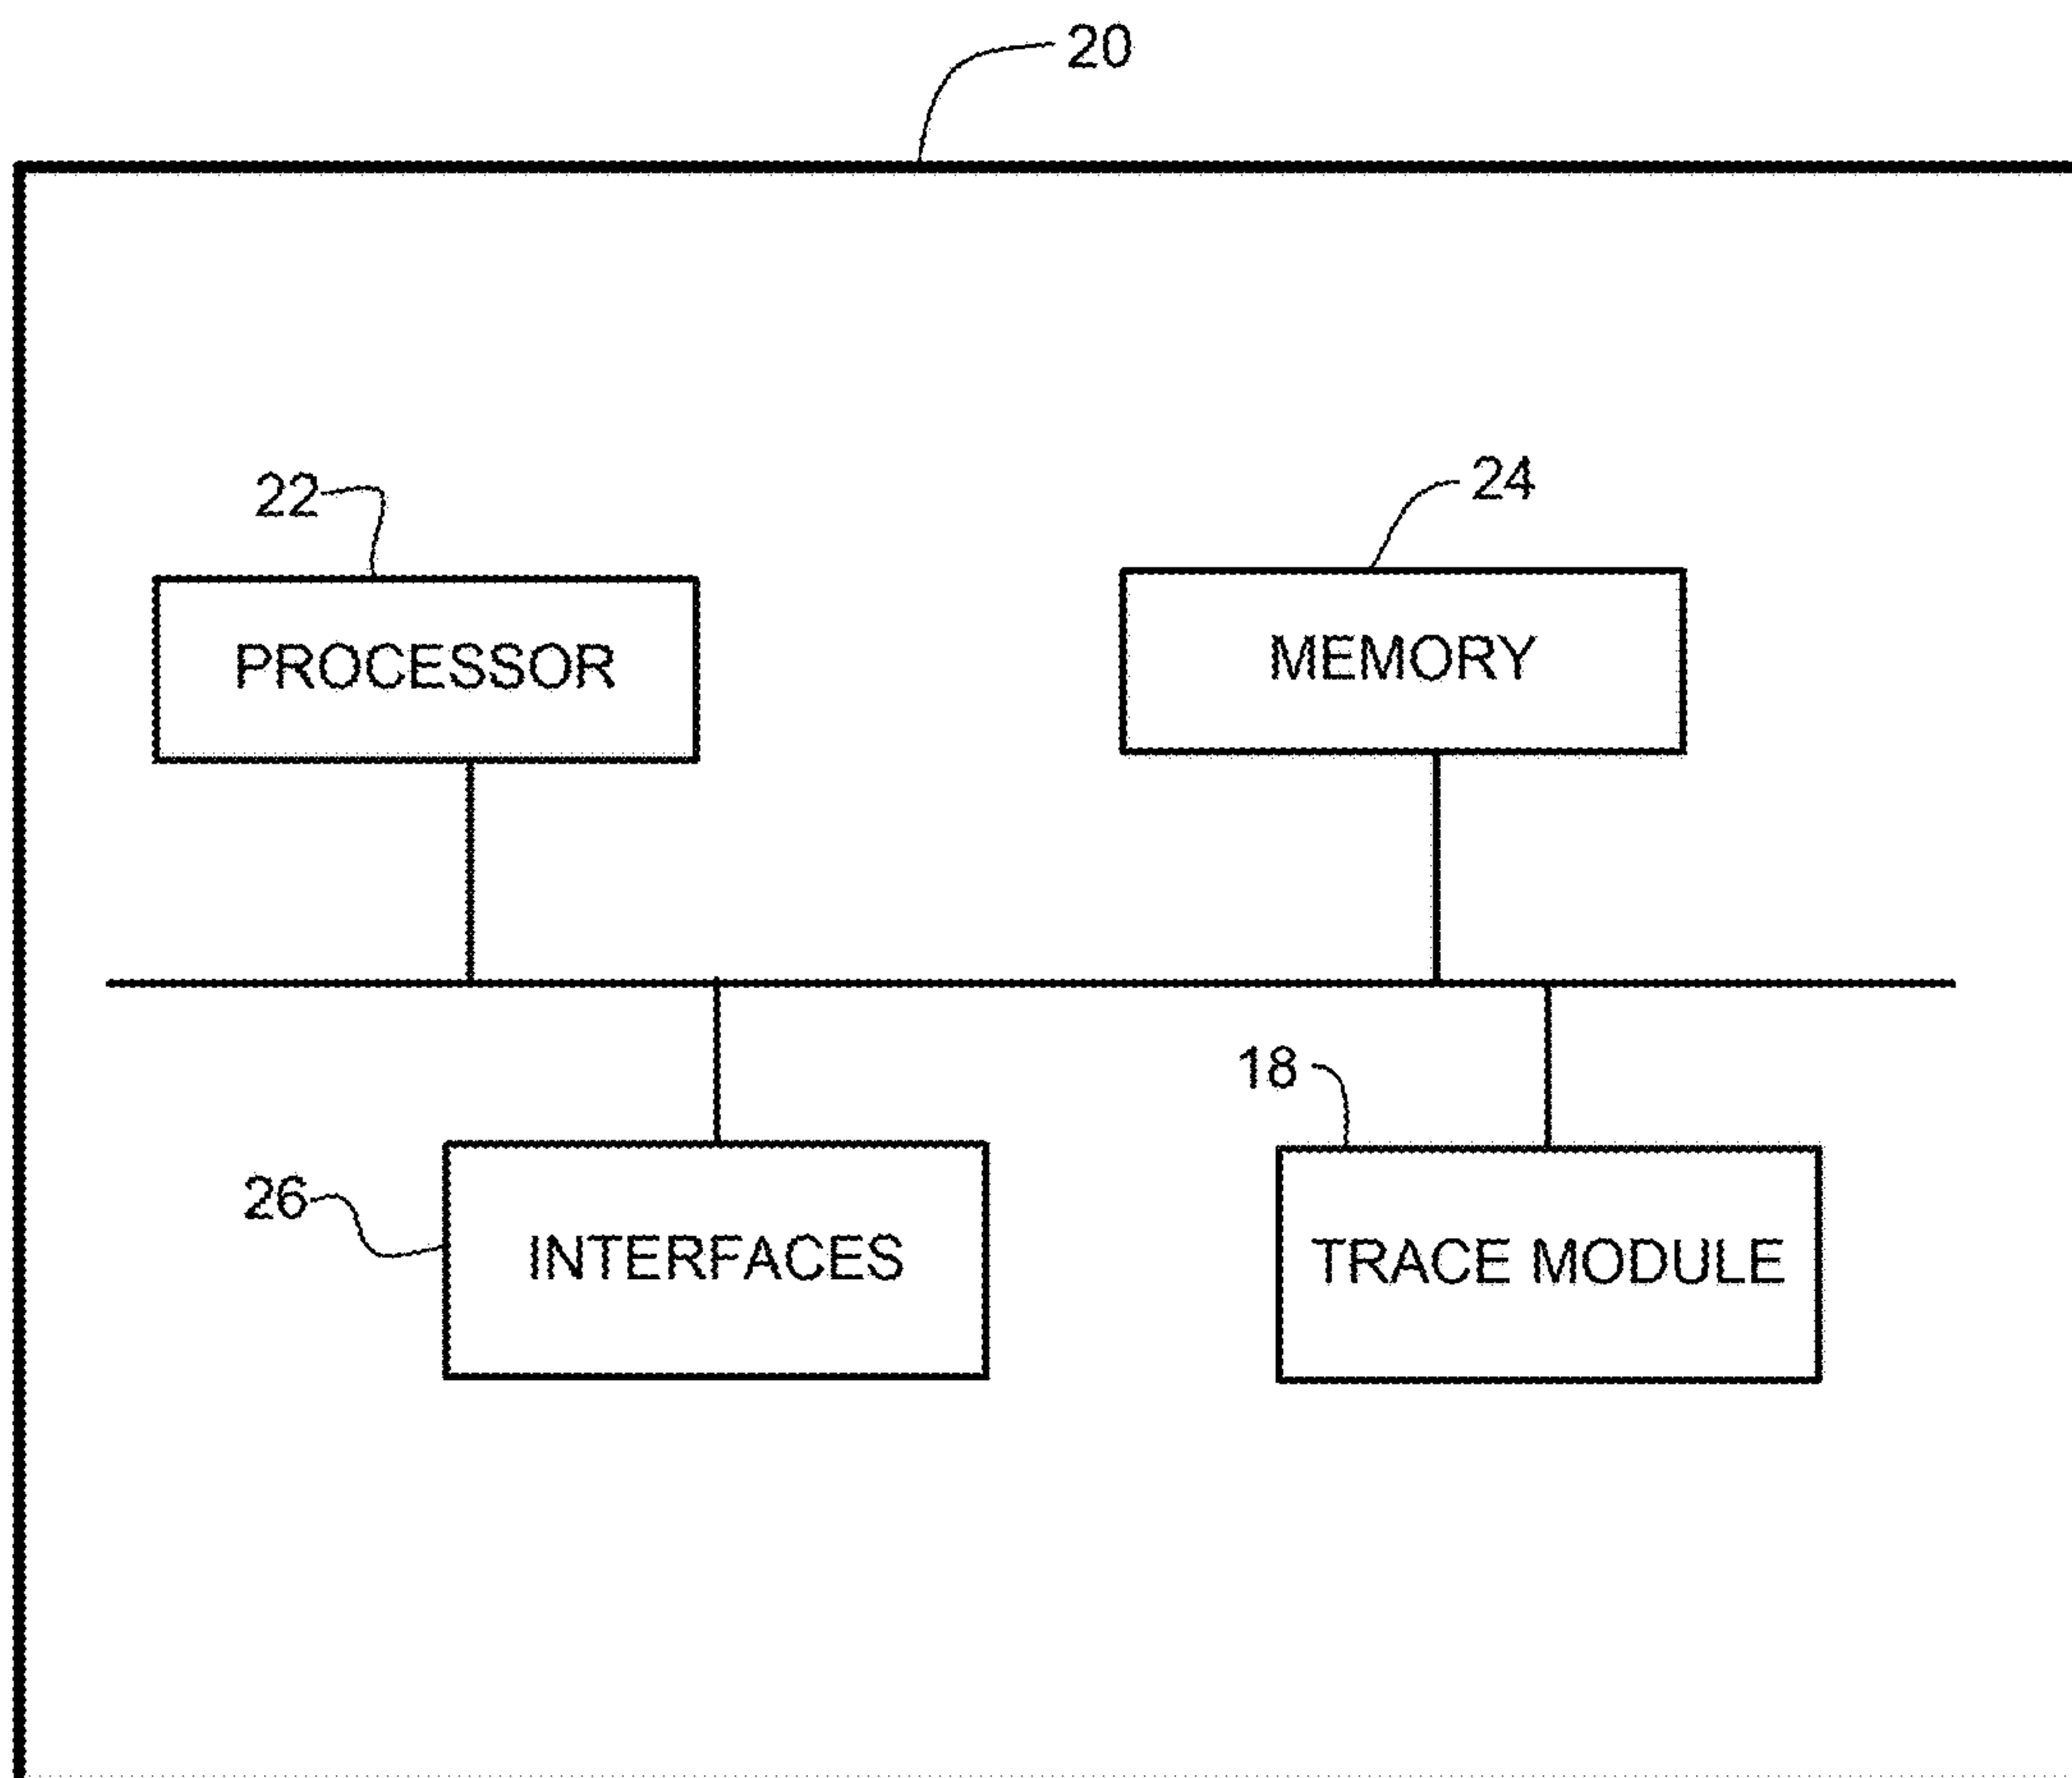 20
22
24
PROCESSOR
MEMORY
18
26
INTERFACES
TRACE MODULE